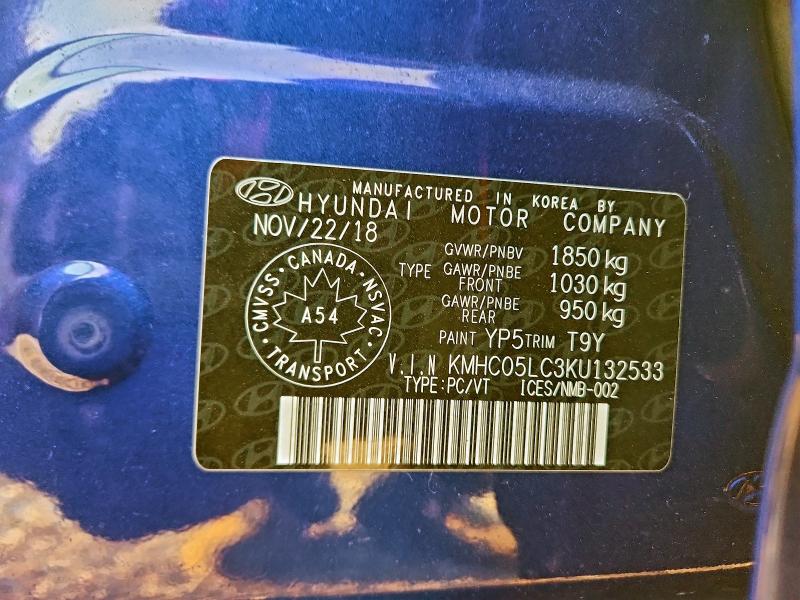 MANUFACTURED IN KOREA BY
HYUNDAI MOTOR COMPANY
NOV/22/18
GVWR/PNBV 1850 kg
TYPE GAWR/PNBE FRONT 1030 kg
GAWR/PNBE REAR 950 kg
PAINT YP5 TRIM T9Y
CMVSS · CANADA · NSVAC · TRANSPORT ·
A54
V.I.N KMHC05LC3KU132533
TYPE:PC/VT ICES/NMB-002